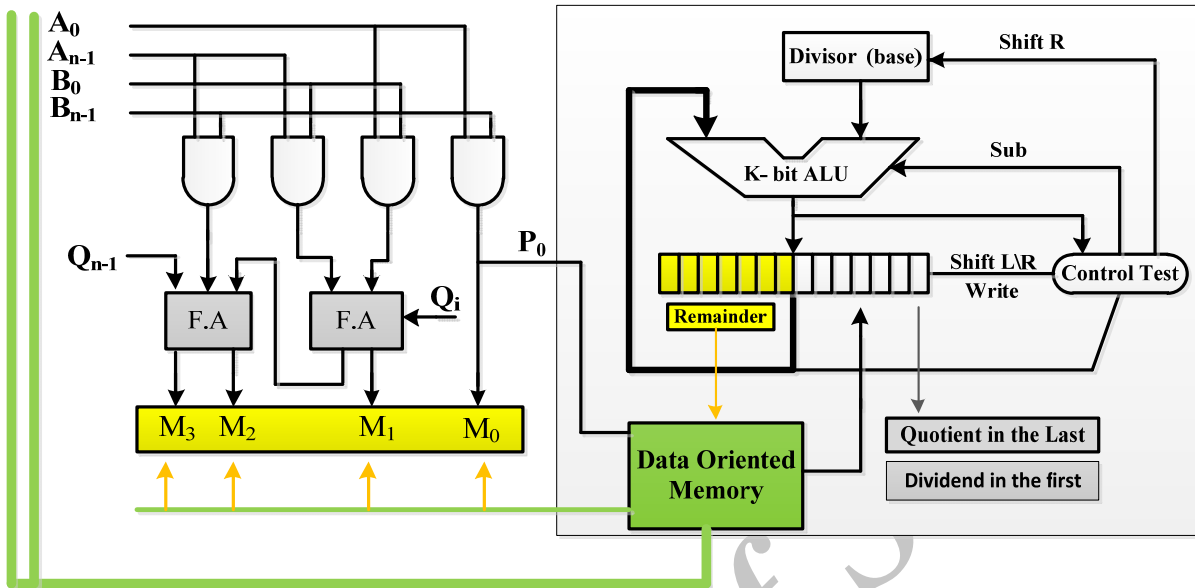 A0
An-1
B0
Bn-1
Qn-1
F.A
F.A
Qi
P0
M3
M2
M1
M0
Divisor (base)
Shift R
K- bit ALU
Sub
Shift L\R
Write
Control Test
Remainder
Data Oriented
Memory
Quotient in the Last
Dividend in the first